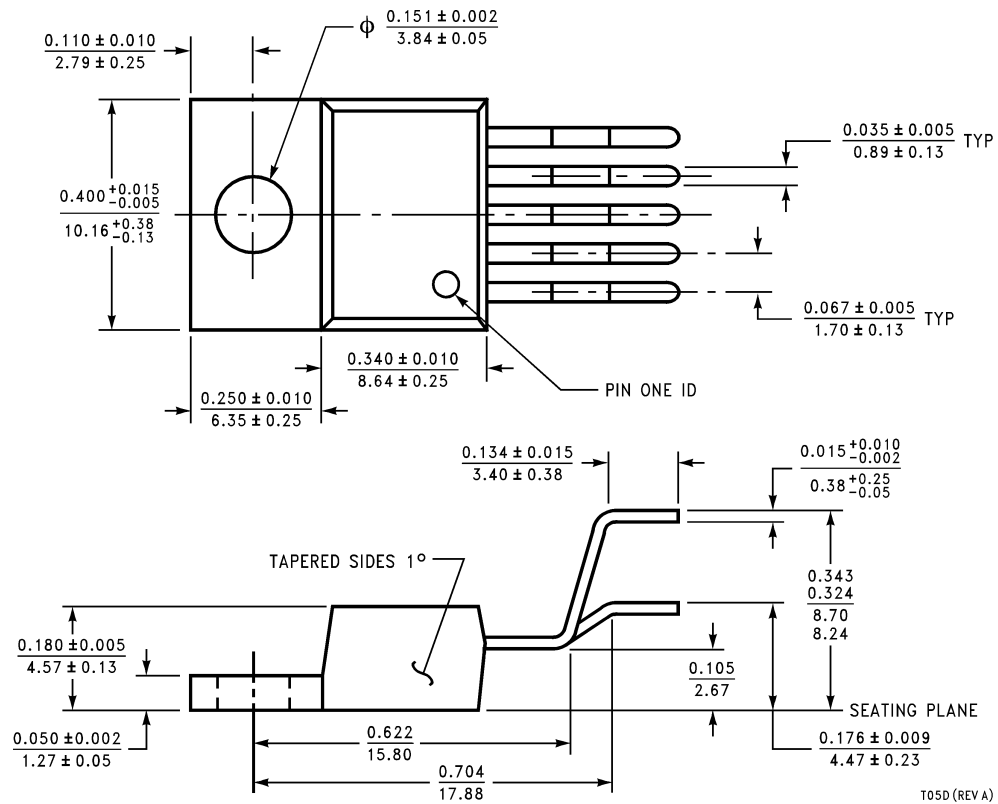 ϕ 0.151 ± 0.002
3.84 ± 0.05
0.110 ± 0.010
2.79 ± 0.25
0.035 ± 0.005 TYP
0.89 ± 0.13
0.400 +0.015 -0.005
10.16 +0.38 -0.13
0.067 ± 0.005 TYP
1.70 ± 0.13
0.340 ± 0.010
8.64 ± 0.25
0.250 ± 0.010
6.35 ± 0.25
PIN ONE ID
0.134 ± 0.015
3.40 ± 0.38
0.015 +0.010 -0.002
0.38 +0.25 -0.05
TAPERED SIDES 1°
0.343
0.324
8.70
8.24
0.180 ± 0.005
4.57 ± 0.13
0.105
2.67
SEATING PLANE
0.050 ± 0.002
1.27 ± 0.05
0.622
15.80
0.176 ± 0.009
4.47 ± 0.23
0.704
17.88
T05D (REV A)